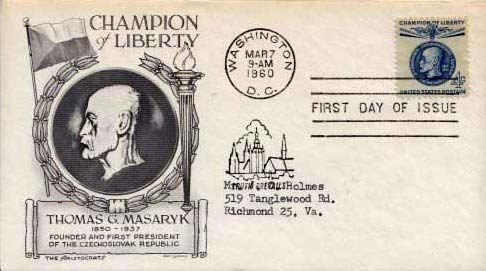 CHAMPION
of LIBERTY
THOMAS G. MASARYK
1850 - 1937
FOUNDER AND FIRST PRESIDENT
OF THE CZECHOSLOVAK REPUBLIC
THE ARISTOCRATS
WASHINGTON
MAR 7
9-AM
1960
D. C.
CHAMPION OF LIBERTY
4¢
UNITED STATES POSTAGE
FIRST DAY OF ISSUE
Holmes
519 Tanglewood Rd.
Richmond 25, Va.